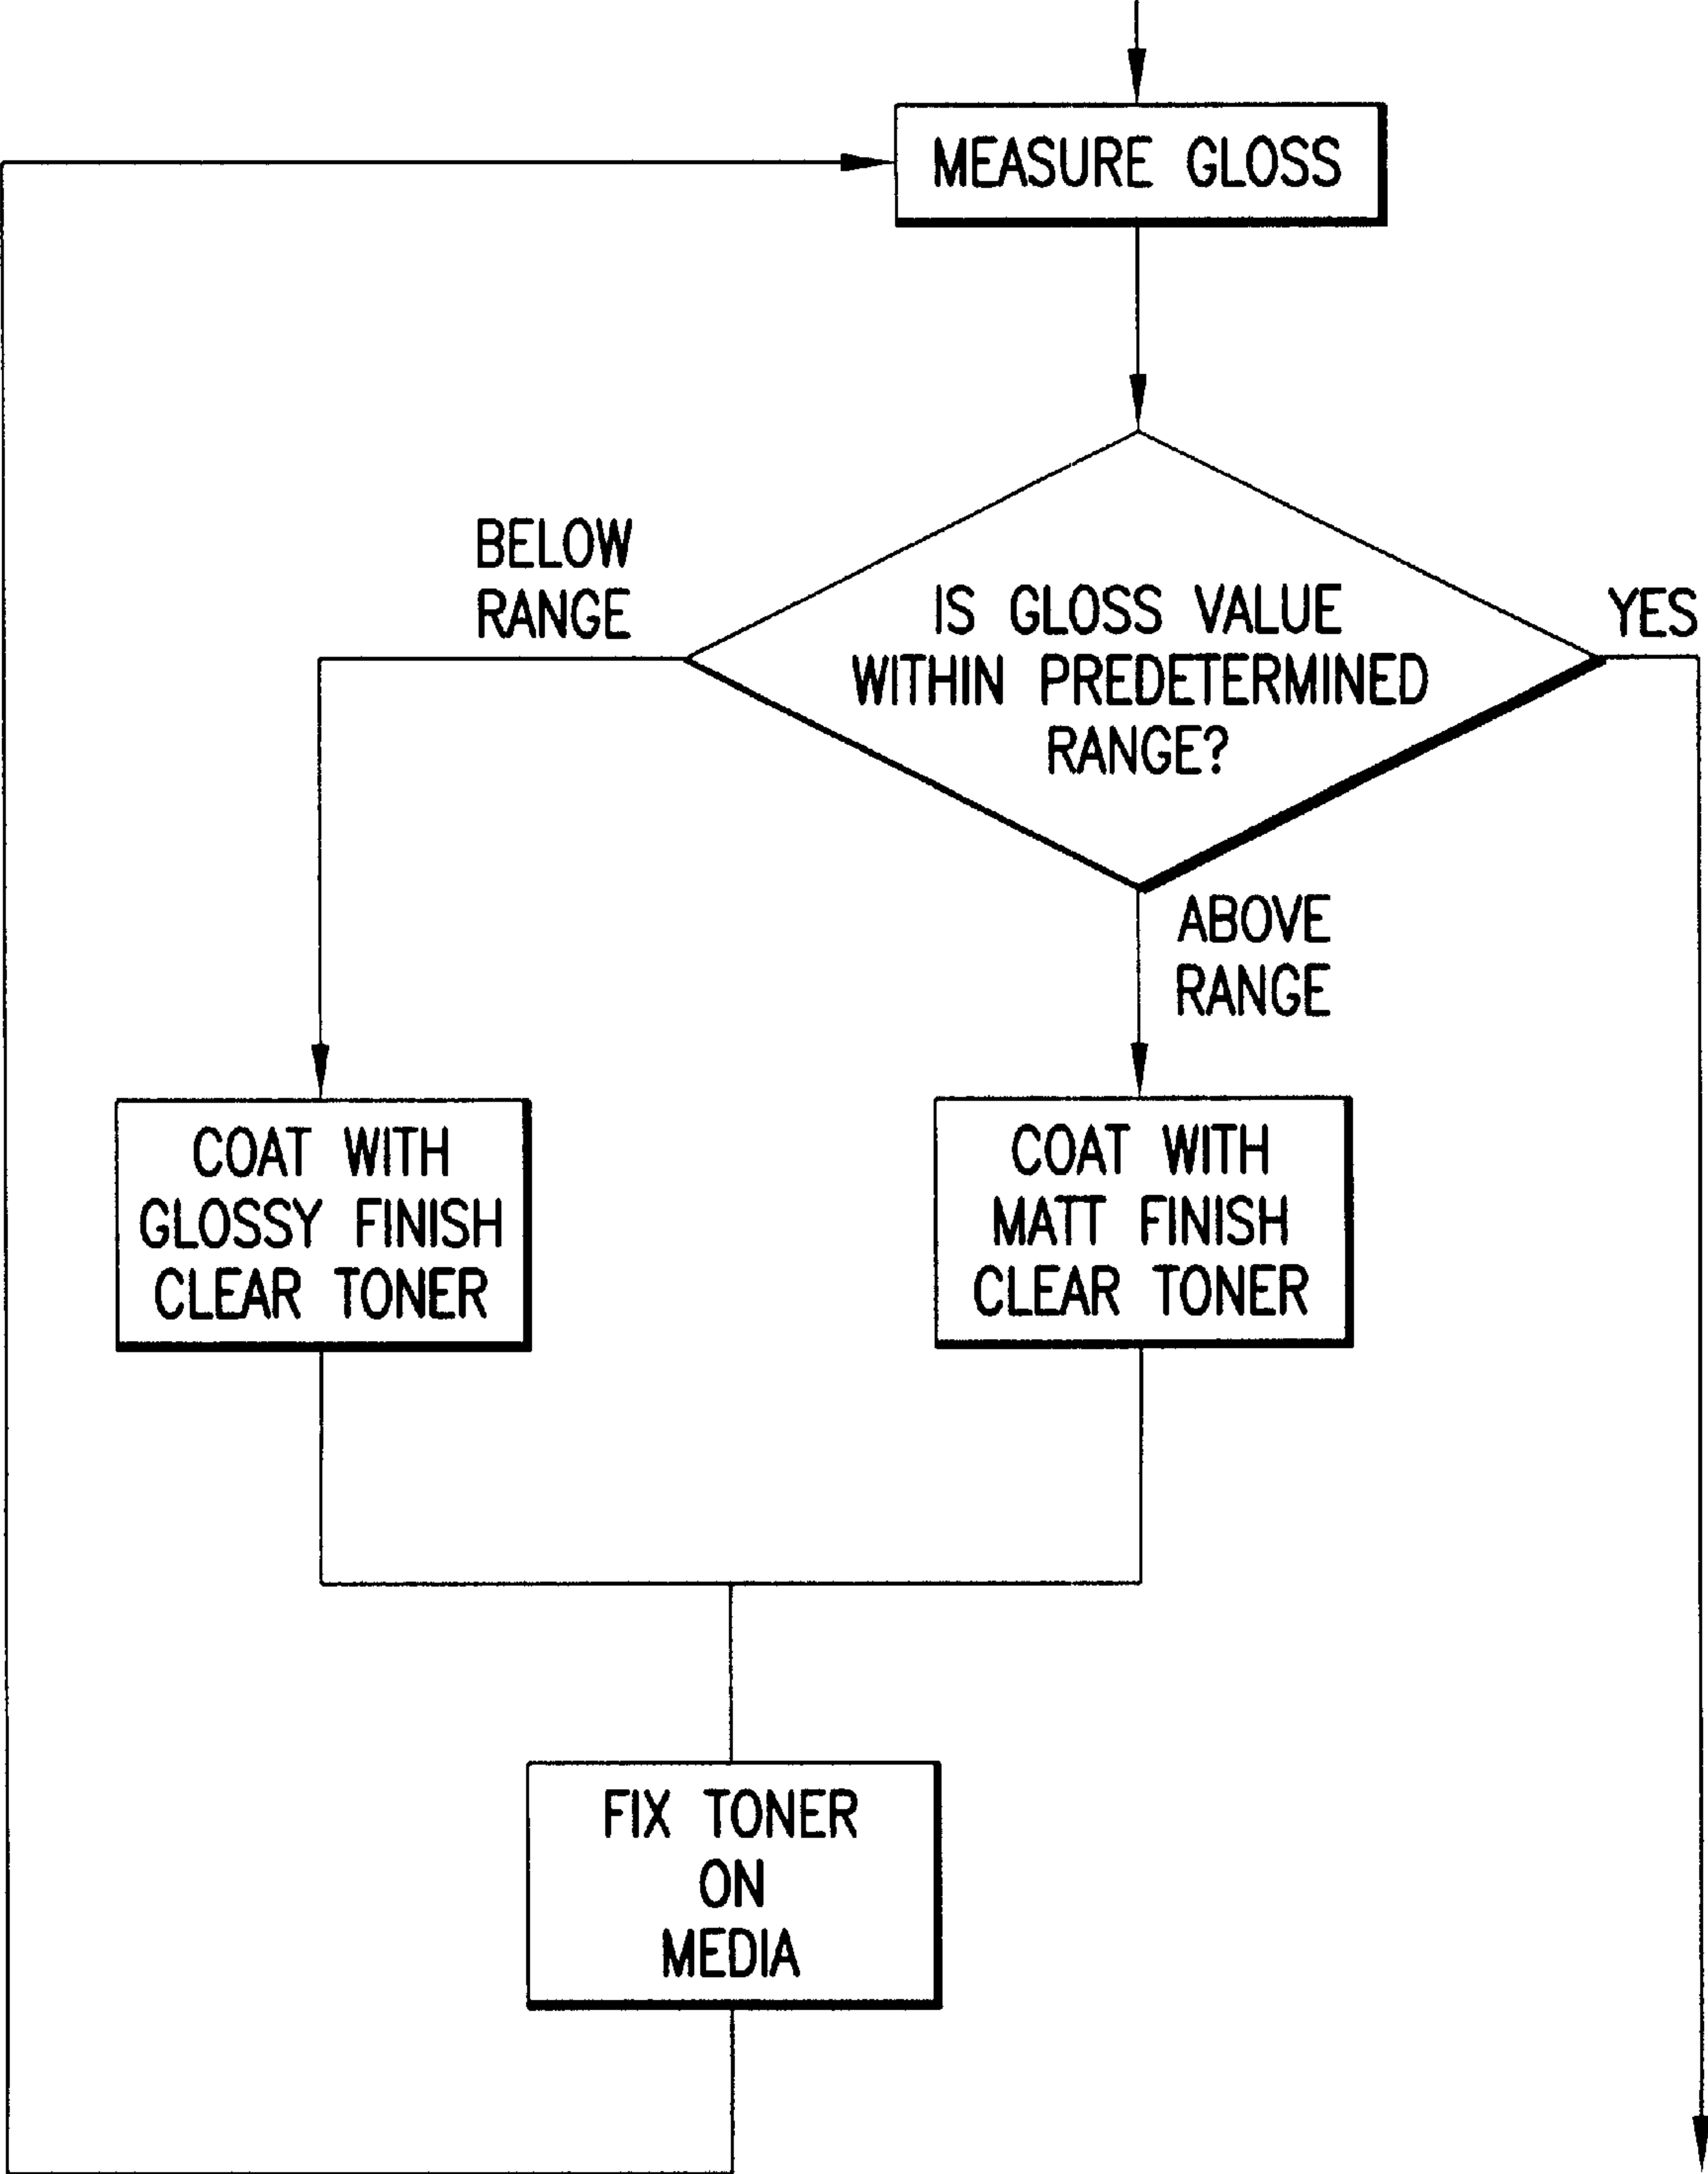 MEASURE GLOSS
BELOW
RANGE
IS GLOSS VALUE
WITHIN PREDETERMINED
RANGE?
YES
ABOVE
RANGE
COAT WITH
GLOSSY FINISH
CLEAR TONER
COAT WITH
MATT FINISH
CLEAR TONER
FIX TONER
ON
MEDIA